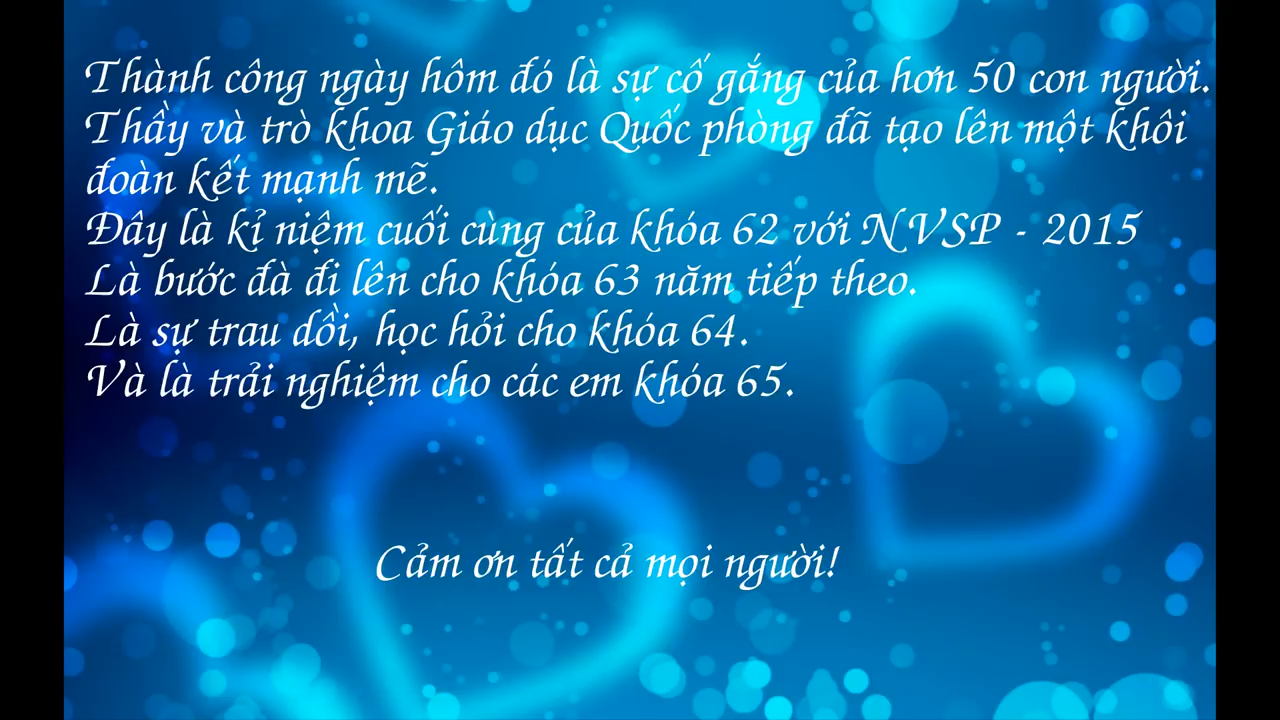 Thành công ngày hôm đó là sự cố gắng của hơn 50 con người.
Thầy và trò khoa Giáo dục Quốc phòng đã tạo lên một khôi
đoàn kết mạnh mẽ.
Đây là kỉ niệm cuối cùng của khóa 62 với NVSP - 2015
Là bước đà đi lên cho khóa 63 năm tiếp theo.
Là sự trau dồi, học hỏi cho khóa 64.
Và là trải nghiệm cho các em khóa 65.
Cảm ơn tất cả mọi người!